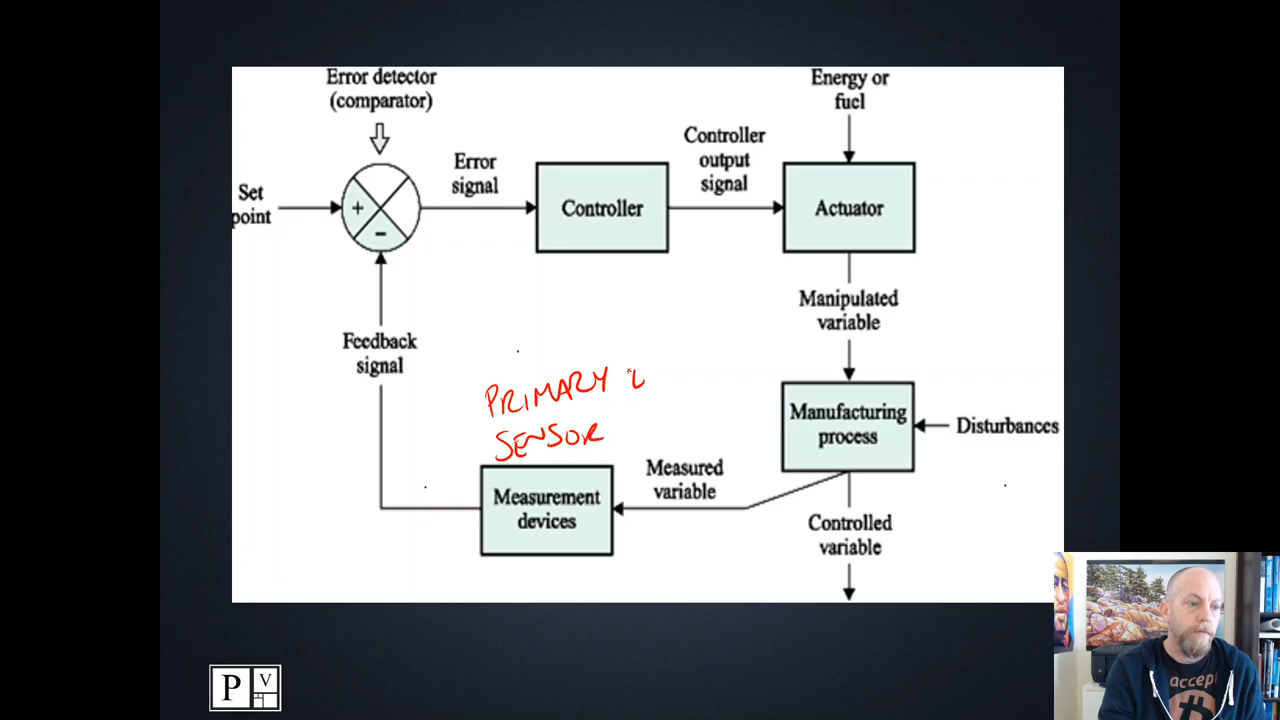 Error detector
(comparator)
Energy or
fuel
Controller
output
signal
Error
signal
Set
point
+
−
Controller
Actuator
Manipulated
variable
Feedback
signal
PRIMARY
SENSOR
Manufacturing
process
Disturbances
Measured
variable
Measurement
devices
Controlled
variable
P V
accept